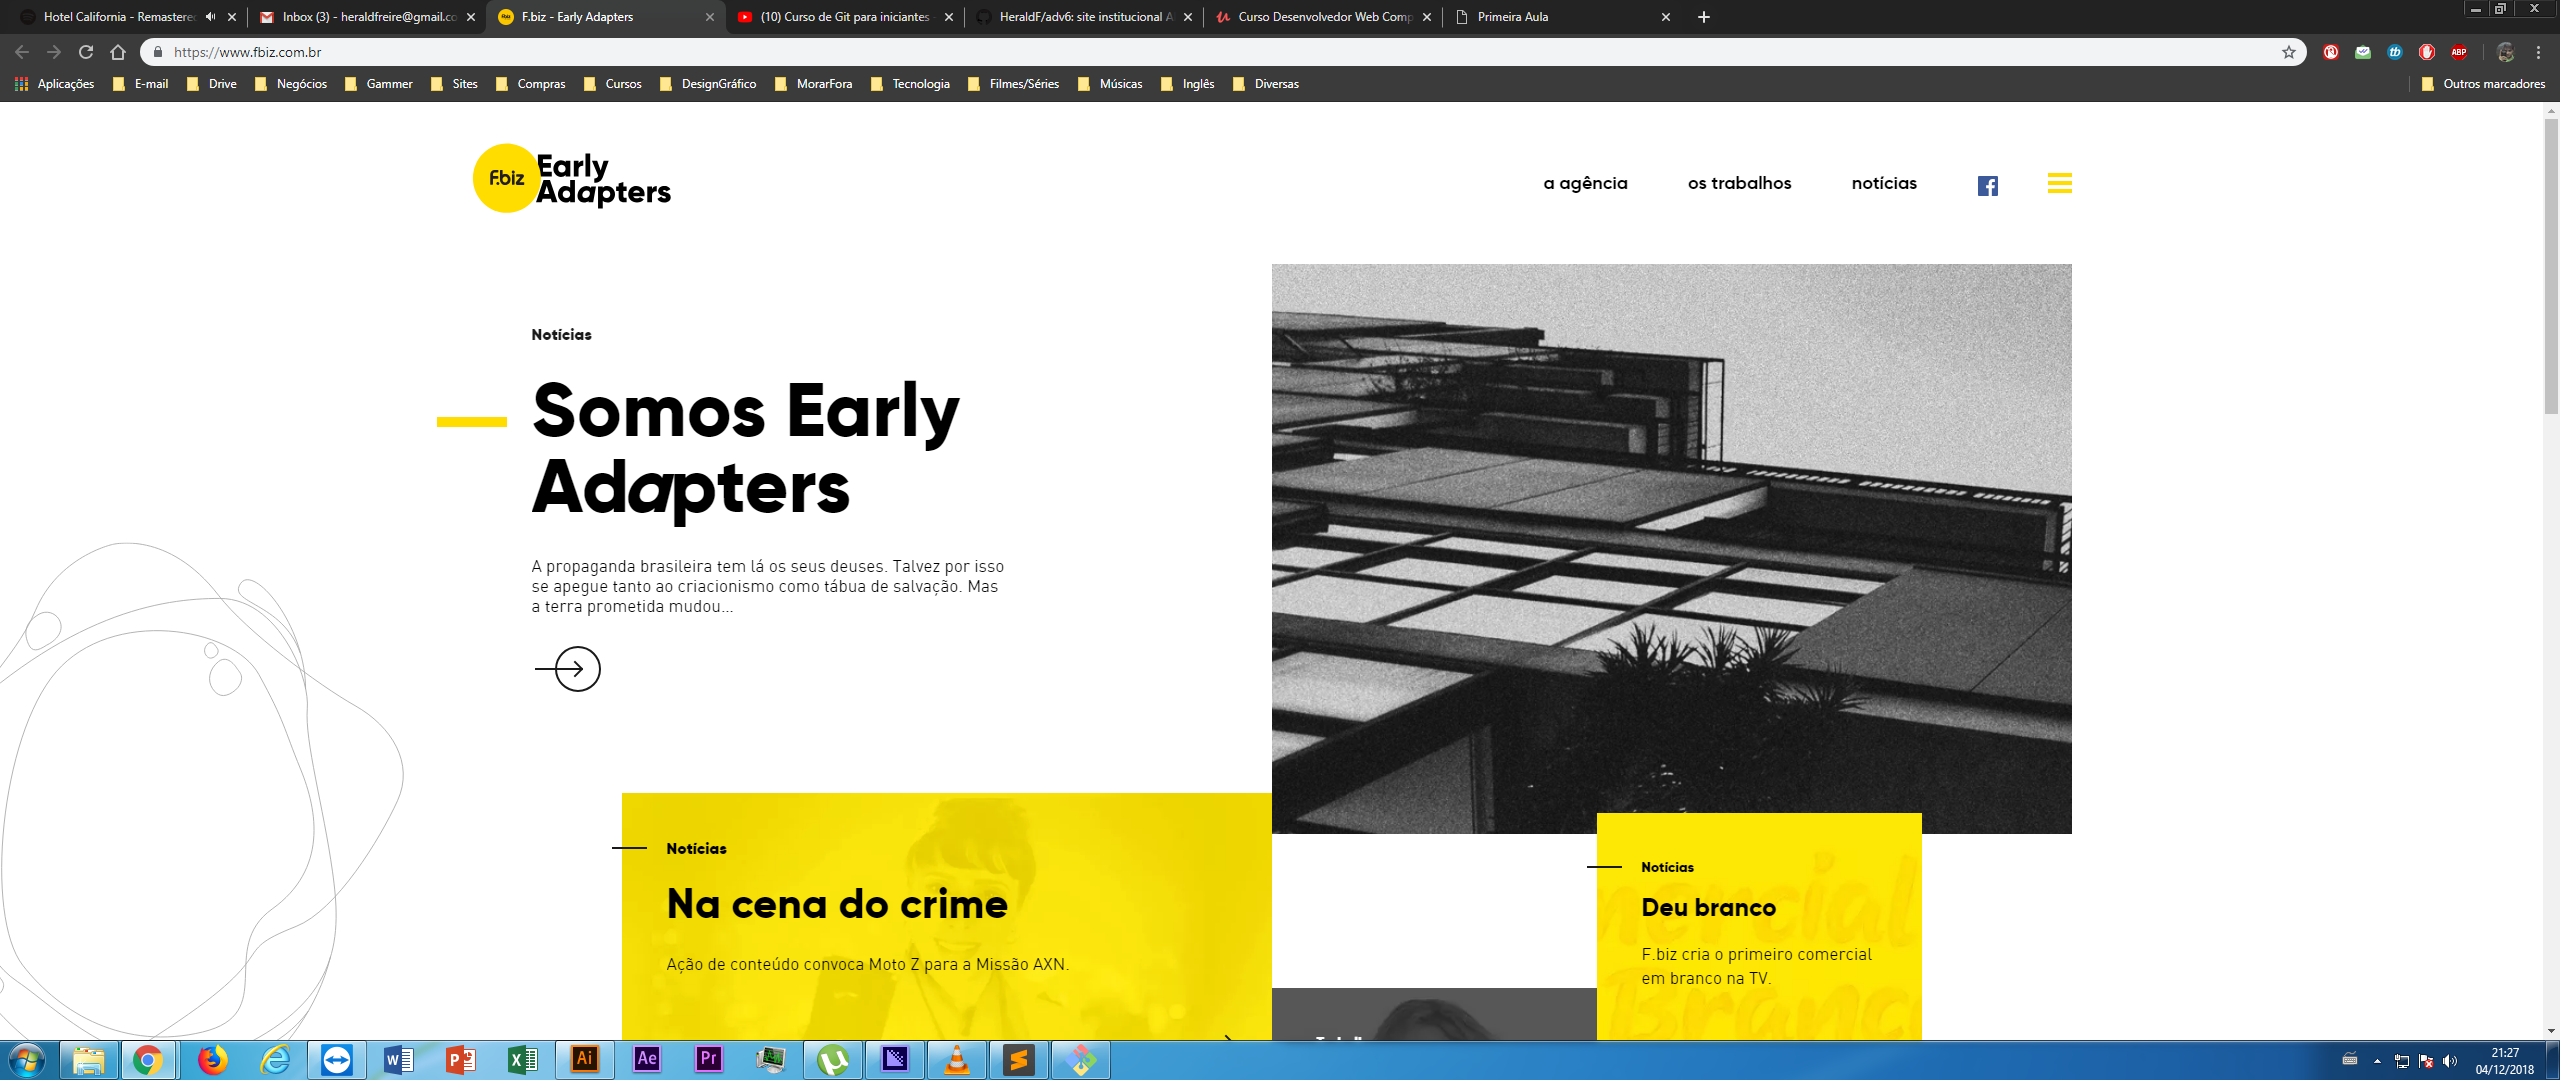 Hotel California - Remastered
Inbox (3) - heraldfreire@gmail.co
F.biz - Early Adapters
(10) Curso de Git para iniciantes -
HeraldF/adv6: site institucional A
Curso Desenvolvedor Web Comp
Primeira Aula
https://www.fbiz.com.br
ABP
Aplicações
E-mail
Drive
Negócios
Gammer
Sites
Compras
Cursos
DesignGráfico
MorarFora
Tecnologia
Filmes/Séries
Músicas
Inglês
Diversas
Outros marcadores
F.biz
Early
Adapters
a agência
os trabalhos
notícias
Notícias
Somos Early
Adapters
A propaganda brasileira tem lá os seus deuses. Talvez por isso
se apegue tanto ao criacionismo como tábua de salvação. Mas
a terra prometida mudou...
Notícias
Na cena do crime
Ação de conteúdo convoca Moto Z para a Missão AXN.
Notícias
Deu branco
F.biz cria o primeiro comercial
em branco na TV.
Ai
Ae
Pr
21:27
04/12/2018